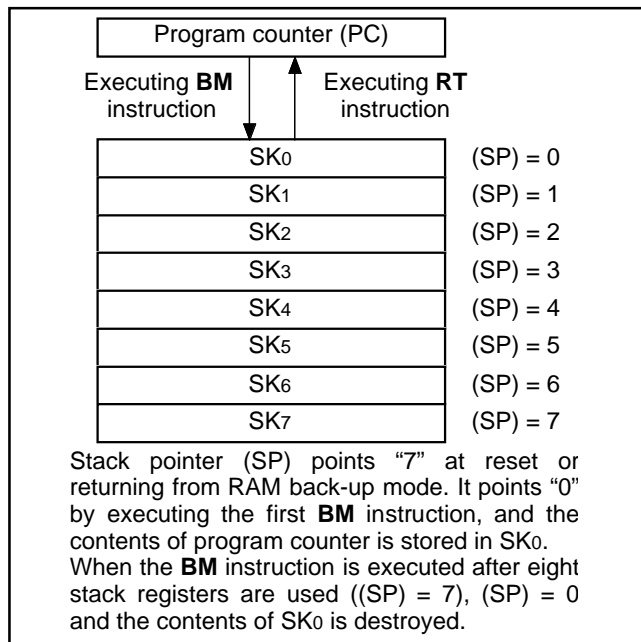 Program counter (PC)
Executing BM
instruction
Executing RT
instruction
SK0 (SP) = 0
SK1 (SP) = 1
SK2 (SP) = 2
SK3 (SP) = 3
SK4 (SP) = 4
SK5 (SP) = 5
SK6 (SP) = 6
SK7 (SP) = 7
Stack pointer (SP) points “7” at reset or
returning from RAM back-up mode. It points “0”
by executing the first BM instruction, and the
contents of program counter is stored in SK0.
When the BM instruction is executed after eight
stack registers are used ((SP) = 7), (SP) = 0
and the contents of SK0 is destroyed.